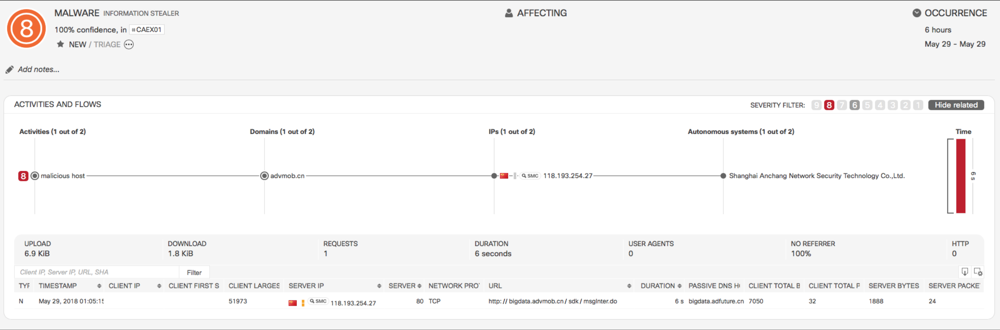 8
MALWARE INFORMATION STEALER
100% confidence, in #CAEX01
NEW / TRIAGE
AFFECTING
OCCURRENCE
6 hours
May 29 - May 29
Add notes...
ACTIVITIES AND FLOWS
SEVERITY FILTER: 9 8 7 6 5 4 3 2 1 Hide related
Activities (1 out of 2) Domains (1 out of 2) IPs (1 out of 2) Autonomous systems (1 out of 2) Time
8 malicious host advmob.cn SMC 118.193.254.27 Shanghai Anchang Network Security Technology Co.,Ltd. 6 s
UPLOAD DOWNLOAD REQUESTS DURATION USER AGENTS NO REFERRER HTTP
6.9 KiB 1.8 KiB 1 6 seconds 0 100% 0
Client IP, Server IP, URL, SHA Filter
TYF TIMESTAMP CLIENT IP CLIENT FIRST S CLIENT LARGES SERVER IP SERVER NETWORK PRO URL DURATION PASSIVE DNS H CLIENT TOTAL B CLIENT TOTAL P SERVER BYTES SERVER PACKE
N May 29, 2018 01:05:15 51973 SMC 118.193.254.27 80 TCP http: // bigdata.advmob.cn / sdk / msgInter.do 6 s bigdata.adfuture.cn 7050 32 1888 24